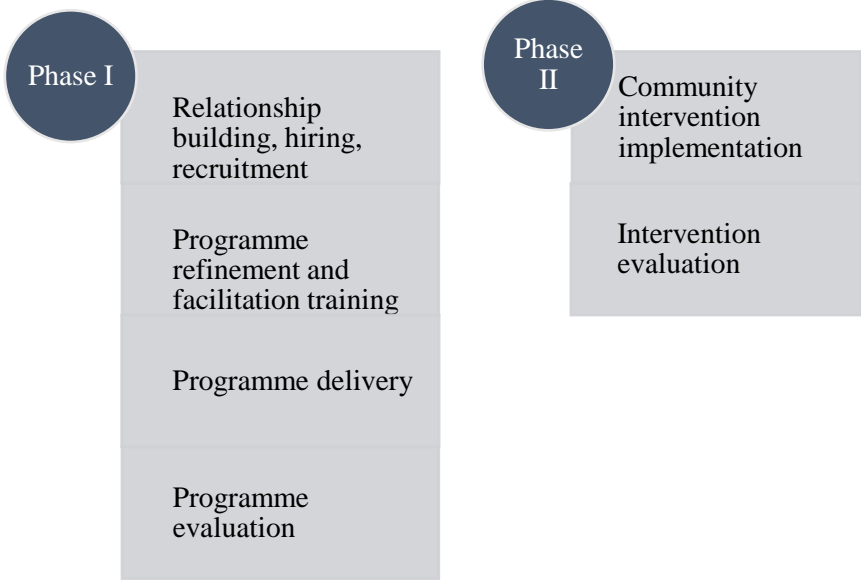 Phase I
Relationship
building, hiring,
recruitment
Programme
refinement and
facilitation training
Programme delivery
Programme
evaluation
Phase
II
Community
intervention
implementation
Intervention
evaluation